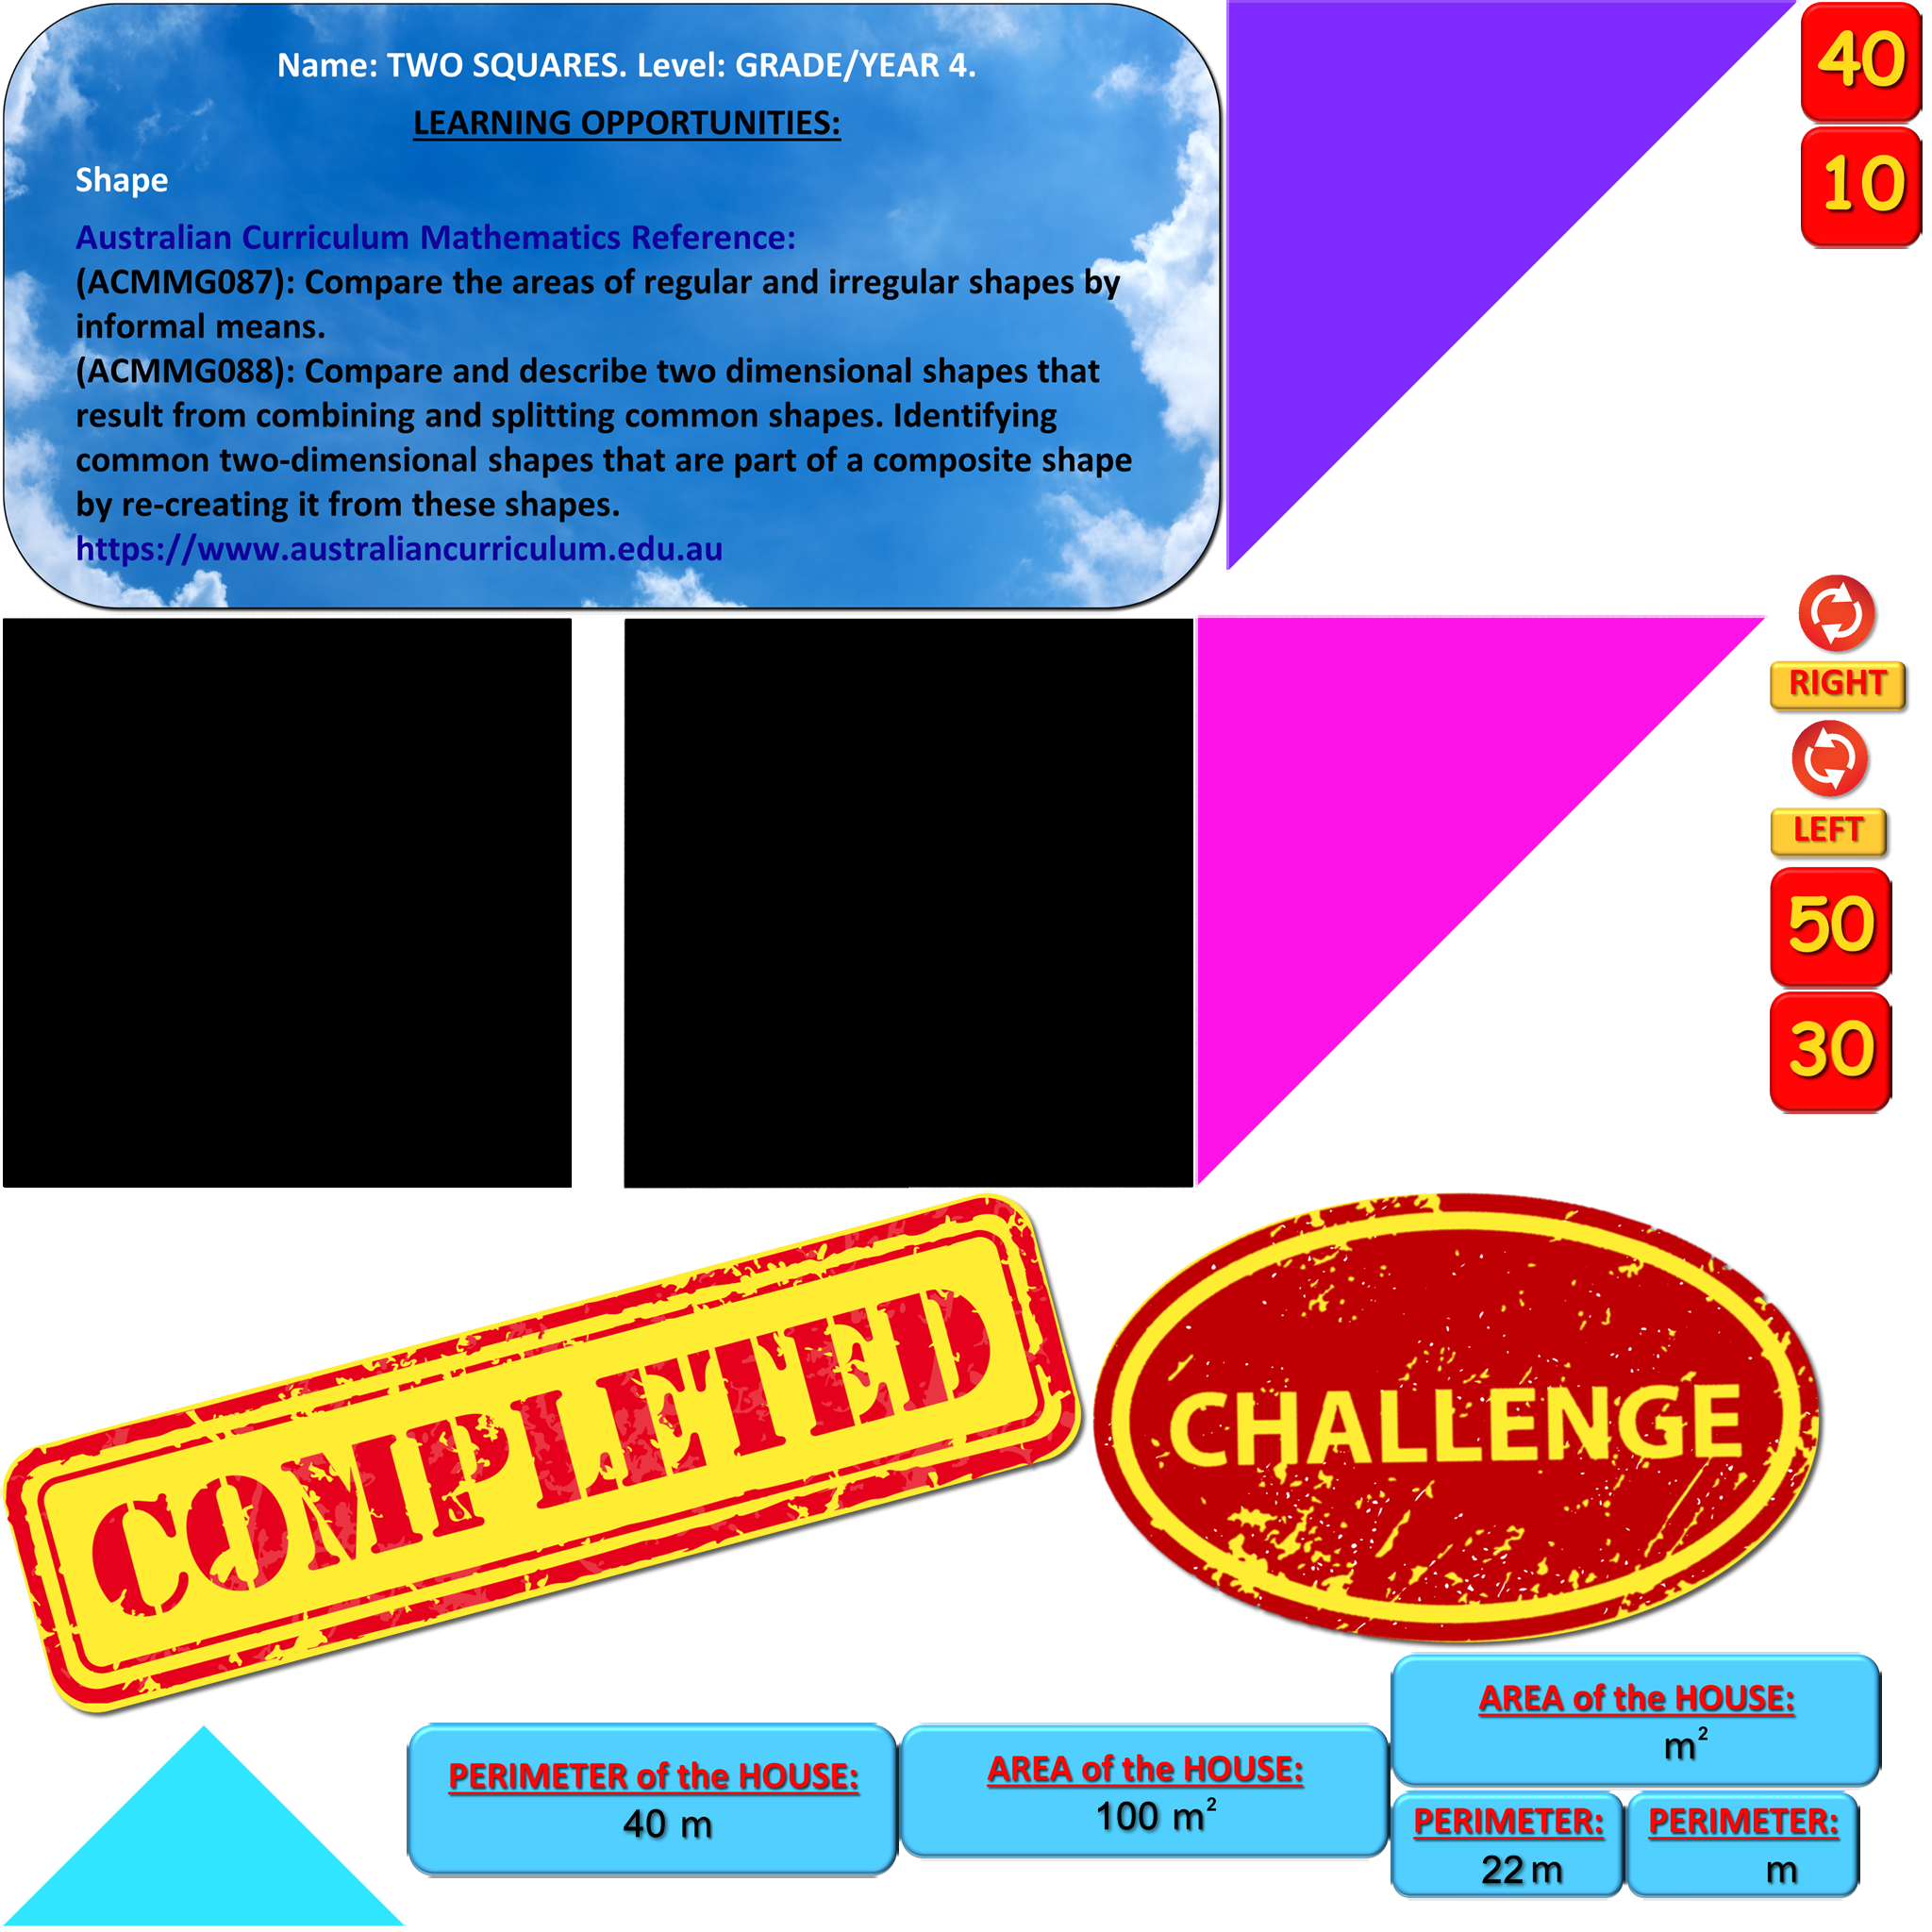 Name: TWO SQUARES. Level: GRADE/YEAR 4.
LEARNING OPPORTUNITIES:
Shape
Australian Curriculum Mathematics Reference:
(ACMMG087): Compare the areas of regular and irregular shapes by
informal means.
(ACMMG088): Compare and describe two dimensional shapes that
result from combining and splitting common shapes. Identifying
common two-dimensional shapes that are part of a composite shape
by re-creating it from these shapes.
https://www.australiancurriculum.edu.au
40
10
RIGHT
LEFT
50
30
COMPLETED
CHALLENGE
PERIMETER of the HOUSE:
40 m
AREA of the HOUSE:
100 m²
AREA of the HOUSE:
m²
PERIMETER:
22 m
PERIMETER:
m